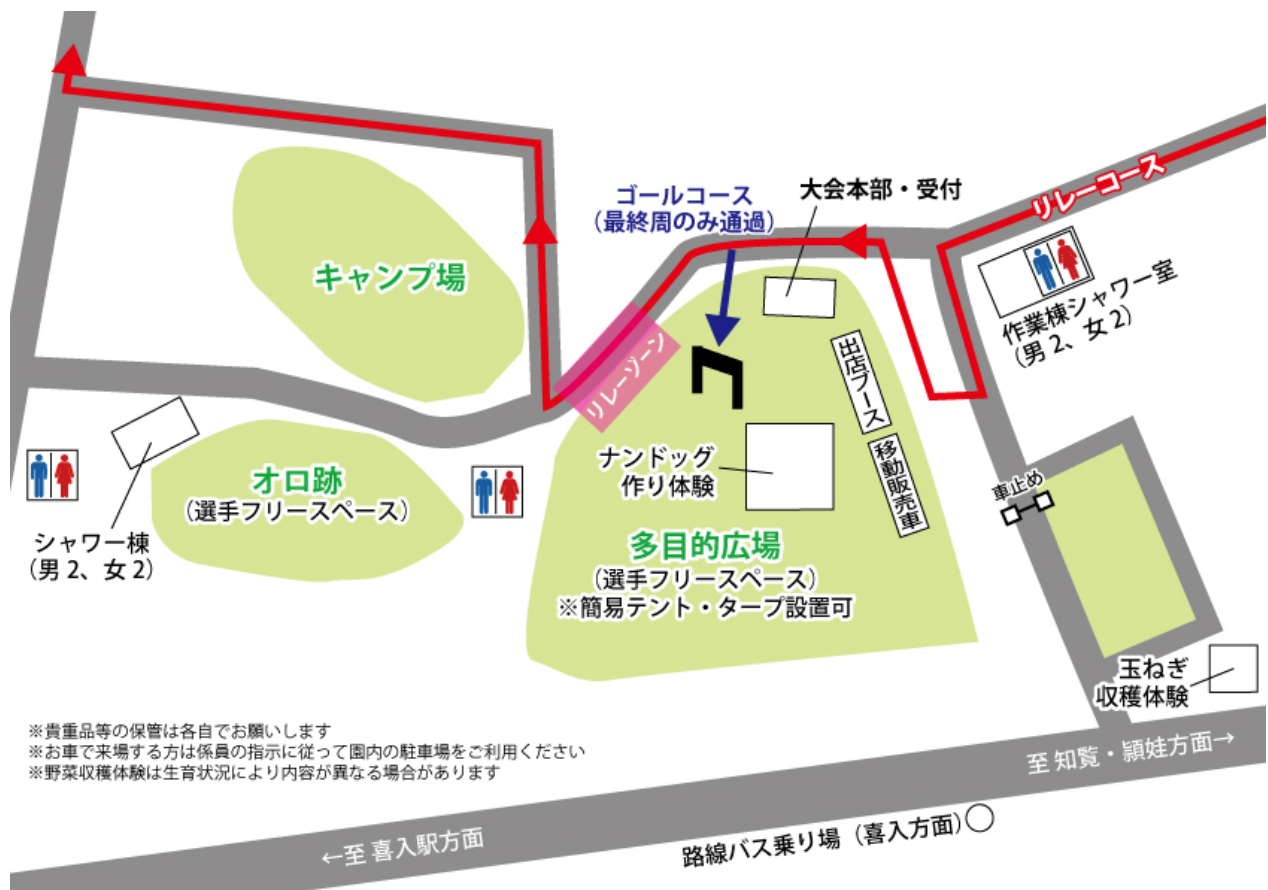 ゴールコース
（最終周のみ通過）
大会本部・受付
リレーコース
キャンプ場
作業棟シャワー室
（男 2、女 2）
リレーゾーン
出店ブース
移動販売車
ナンドッグ
作り体験
車止め
オロ跡
（選手フリースペース）
シャワー棟
（男 2、女 2）
多目的広場
（選手フリースペース）
※簡易テント・タープ設置可
玉ねぎ
収穫体験
※貴重品等の保管は各自でお願いします
※お車で来場する方は係員の指示に従って園内の駐車場をご利用ください
※野菜収穫体験は生育状況により内容が異なる場合があります
至 知覧・頴娃方面→
←至 喜入駅方面
路線バス乗り場（喜入方面）